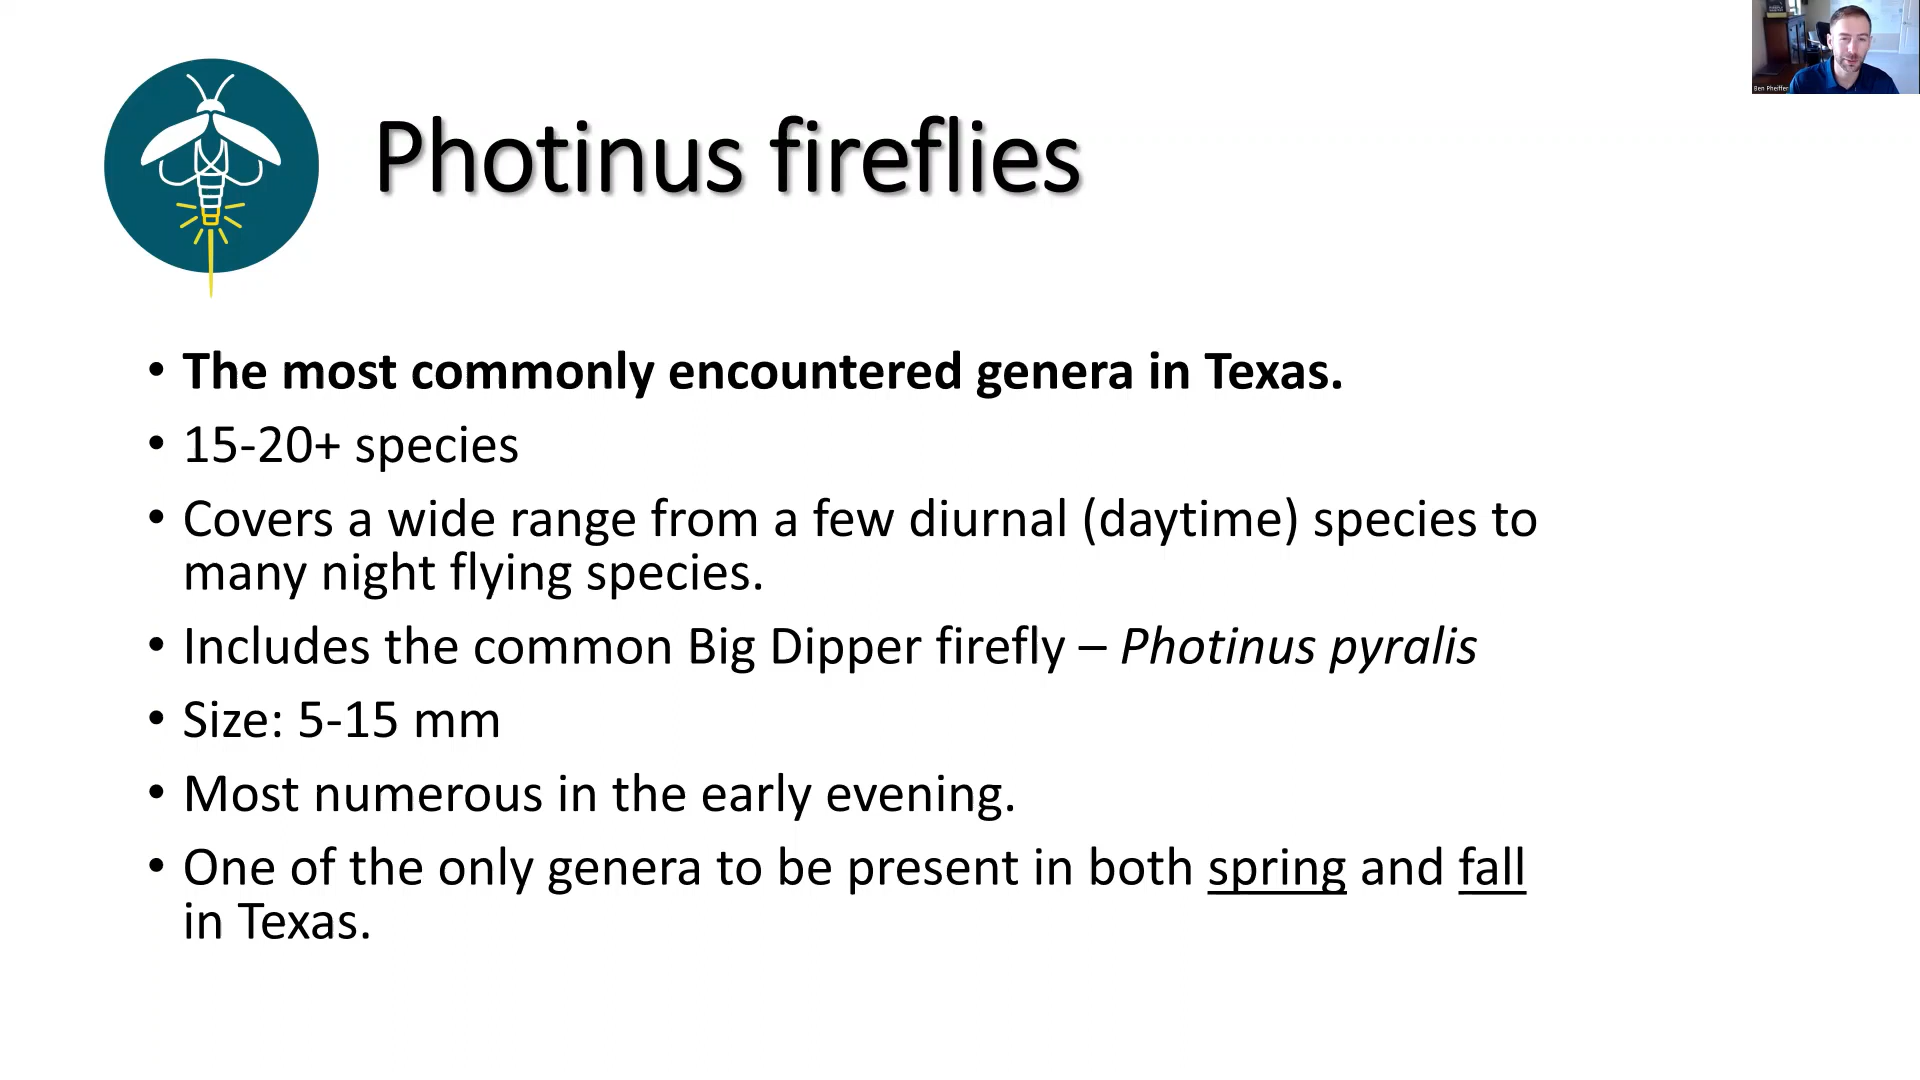 Ben Pheiffer
Photinus fireflies
• The most commonly encountered genera in Texas.
• 15-20+ species
• Covers a wide range from a few diurnal (daytime) species to
many night flying species.
• Includes the common Big Dipper firefly – Photinus pyralis
• Size: 5-15 mm
• Most numerous in the early evening.
• One of the only genera to be present in both spring and fall
in Texas.